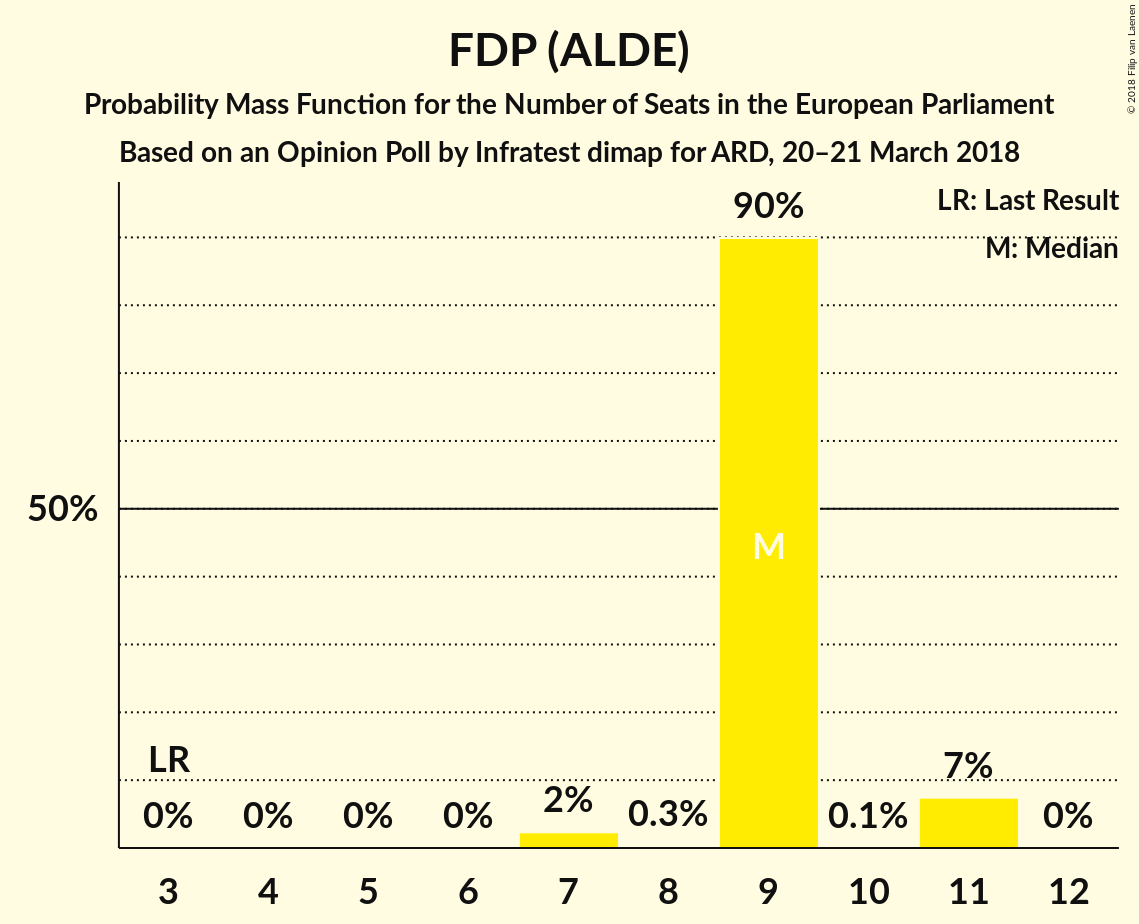 FDP (ALDE)
Probability Mass Function for the Number of Seats in the European Parliament
Based on an Opinion Poll by Infratest dimap for ARD, 20–21 March 2018
© 2018 Filip van Laenen
LR: Last Result
M: Median
90%
50%
M
LR
0%
0%
0%
0%
2%
0.3%
0.1%
7%
0%
3 4 5 6 7 8 9 10 11 12